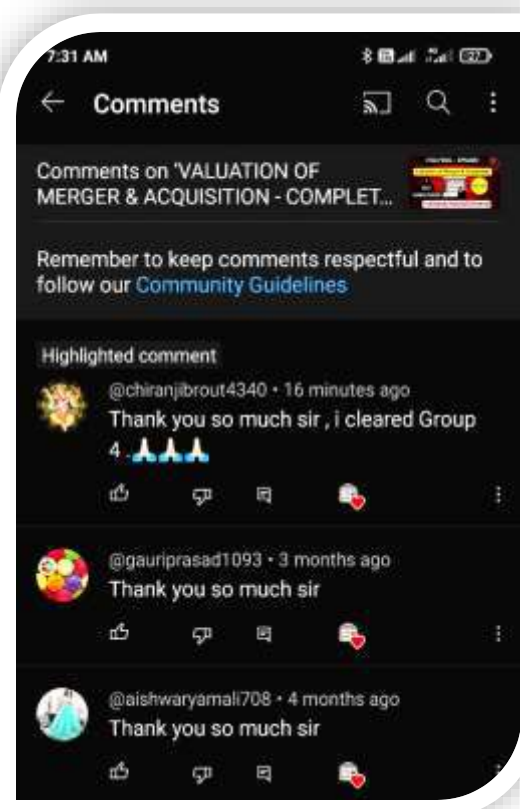 7:31 AM
27
Comments
Comments on 'VALUATION OF
MERGER & ACQUISITION - COMPLET...
Remember to keep comments respectful and to
follow our Community Guidelines
Highlighted comment
@chiranjibrout4340 • 16 minutes ago
Thank you so much sir , i cleared Group
4 .🙏🙏🙏
@gauriprasad1093 • 3 months ago
Thank you so much sir
@aishwaryamali708 • 4 months ago
Thank you so much sir